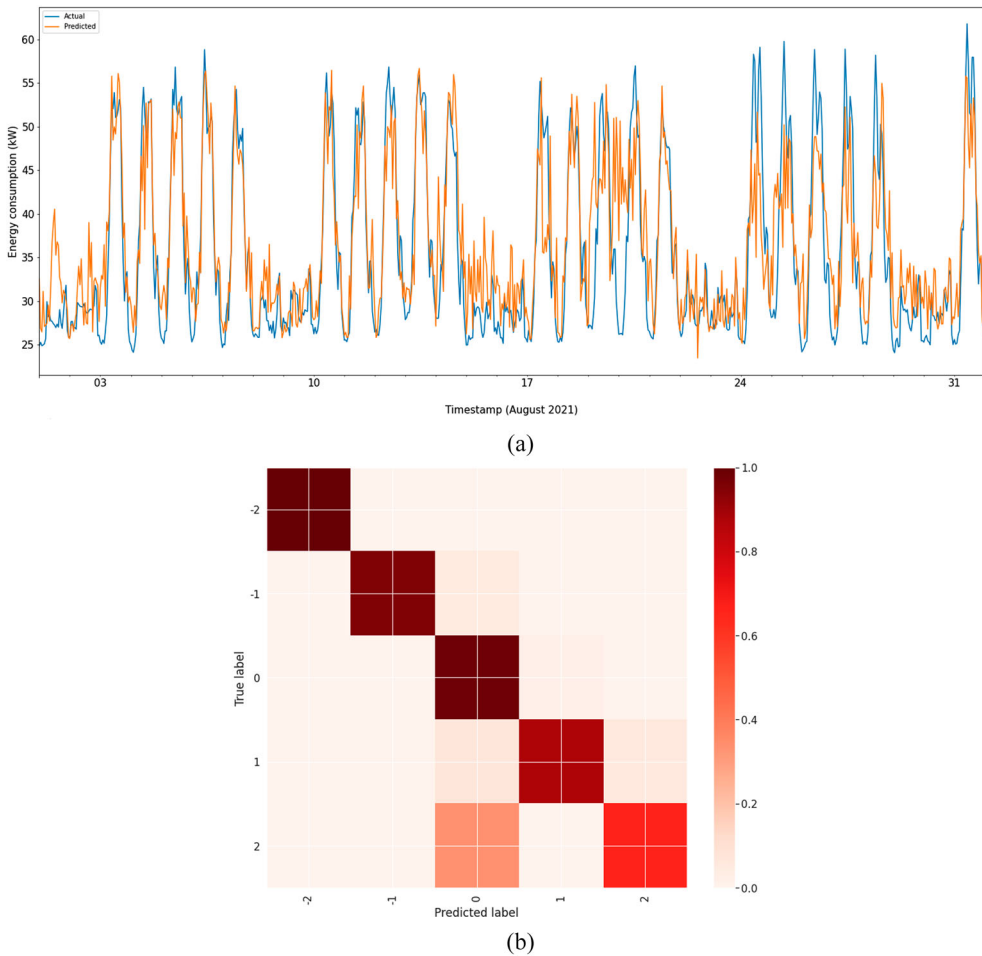 Actual
Predicted
60
55
50
45
40
35
30
25
Energy consumption (kW)
03 10 17 24 31
Timestamp (August 2021)
(a)
-2
-1
0
1
2
True label
-2 -1 0 1 2
Predicted label
1.0
0.8
0.6
0.4
0.2
0.0
(b)